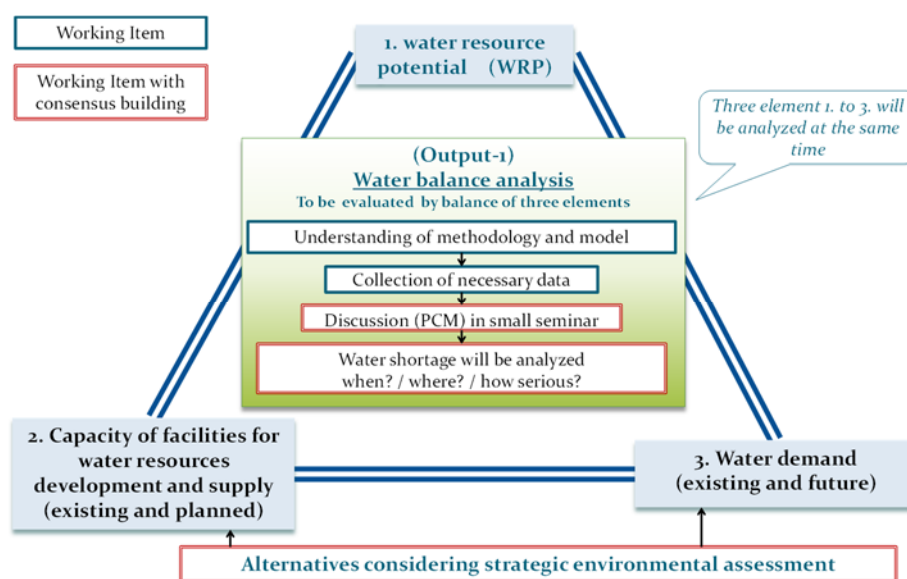 Working Item
Working Item with
consensus building
1. water resource
potential (WRP)
Three element 1. to 3. will
be analyzed at the same
time
(Output-1)
Water balance analysis
To be evaluated by balance of three elements
Understanding of methodology and model
Collection of necessary data
Discussion (PCM) in small seminar
Water shortage will be analyzed
when? / where? / how serious?
2. Capacity of facilities for
water resources
development and supply
(existing and planned)
3. Water demand
(existing and future)
Alternatives considering strategic environmental assessment